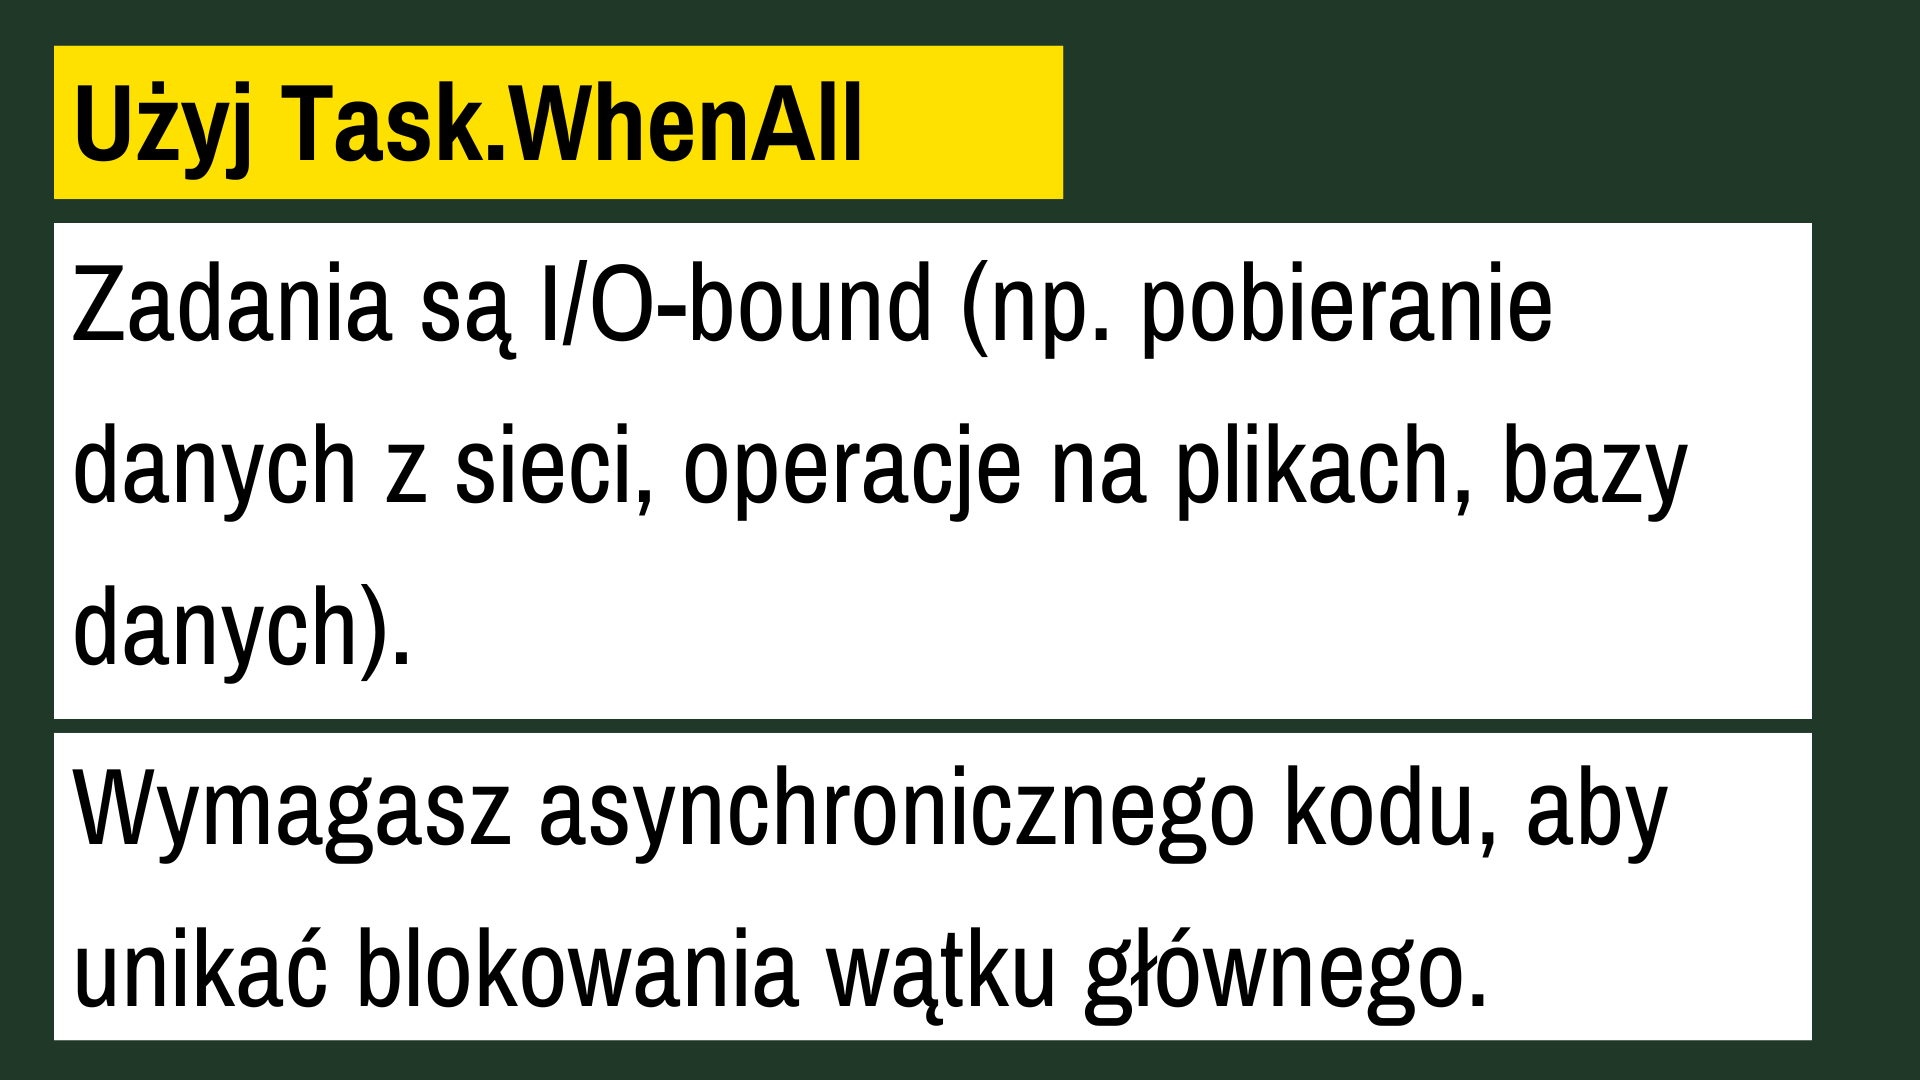 Użyj Task.WhenAll
Zadania są I/O-bound (np. pobieranie
danych z sieci, operacje na plikach, bazy
danych).
Wymagasz asynchronicznego kodu, aby
unikać blokowania wątku głównego.